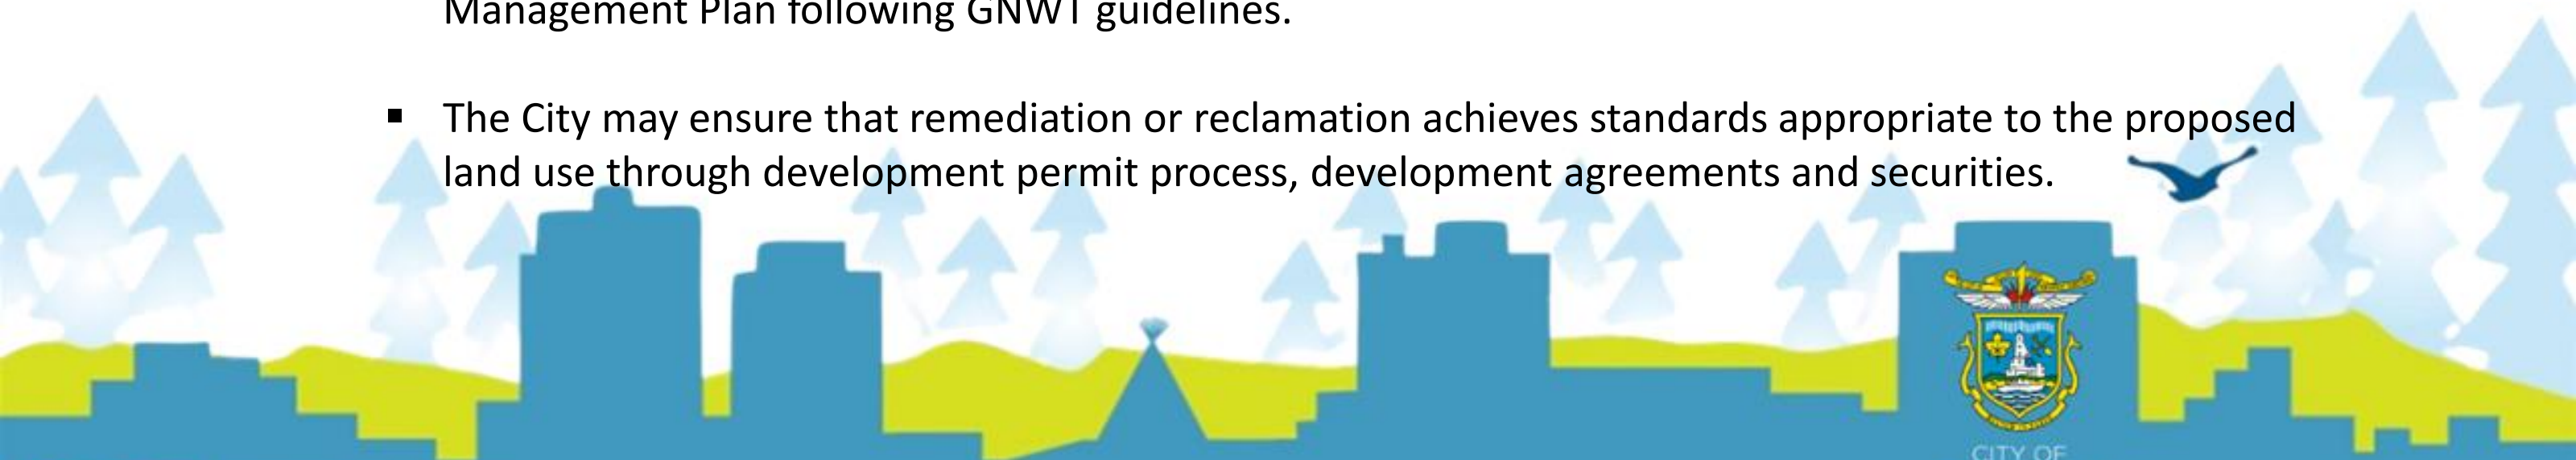 Management Plan following GNWT guidelines.
▪ The City may ensure that remediation or reclamation achieves standards appropriate to the proposed
land use through development permit process, development agreements and securities.
CITY OF